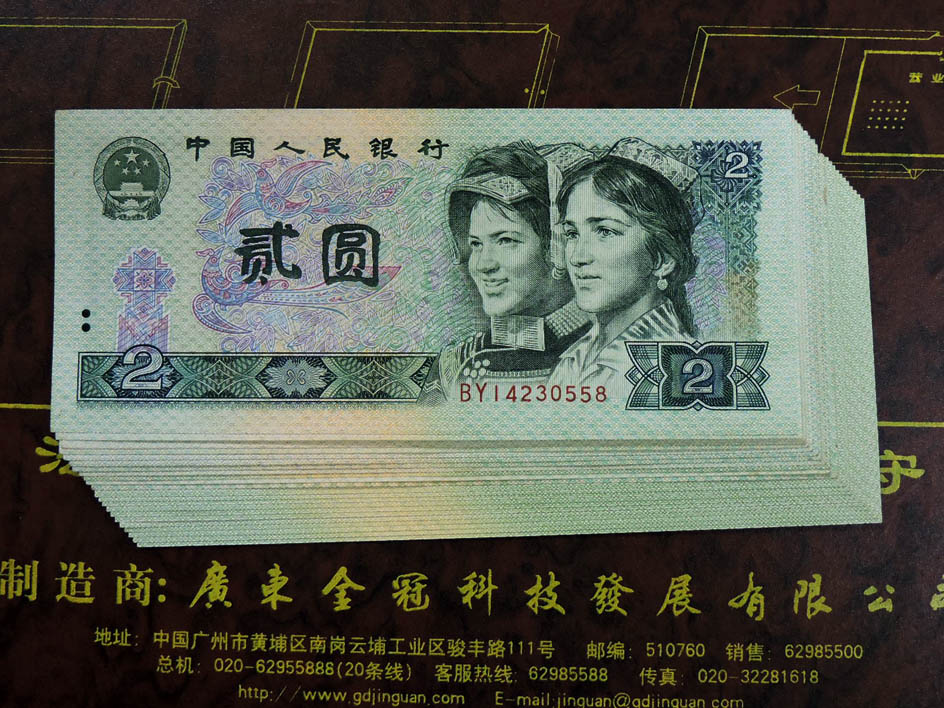 营业
中国人民银行
2
贰圆
2
BY14230558
2
守
制造商:廣東金冠科技發展有限公司
地址:中国广州市黄埔区南岗云埔工业区骏丰路111号 邮编:510760 销售:62985500
总机:020-62955888(20条线) 客服热线:62985588 传真:020-32281618
http://www.gdjinguan.com E-mail:jinguan@gdjinguan.com